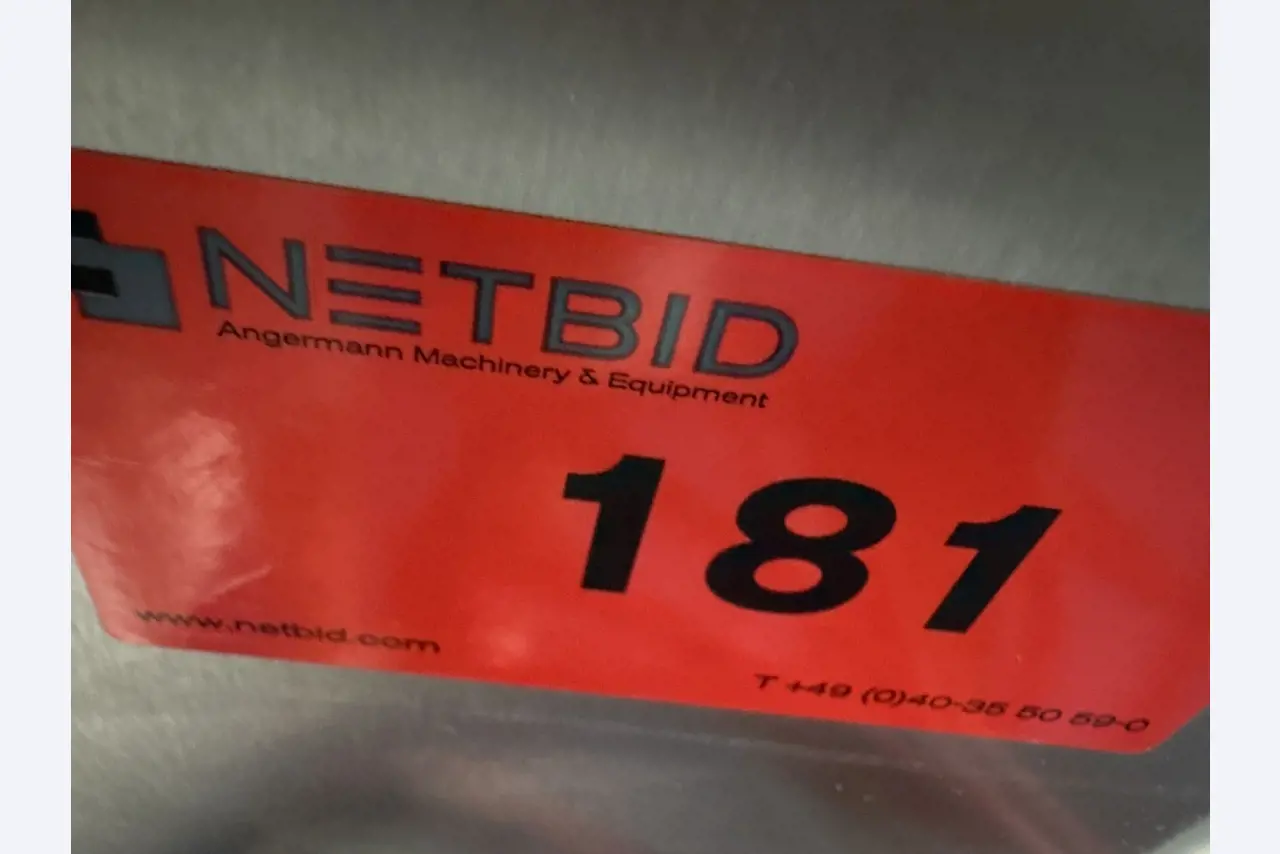 NETBID
Angermann Machinery & Equipment
181
www.netbid.com
T +49 (0)40-35 50 59-0